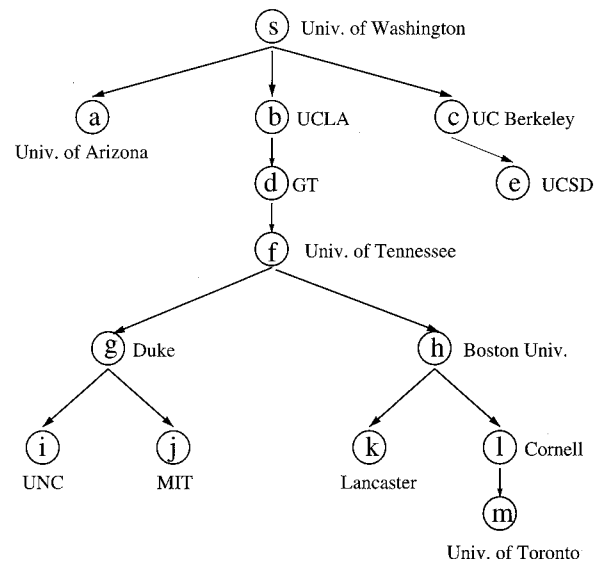 s Univ. of Washington
a
b UCLA
c UC Berkeley
Univ. of Arizona
d GT
e UCSD
f Univ. of Tennessee
g Duke
h Boston Univ.
i
j
k
l Cornell
UNC
MIT
Lancaster
m
Univ. of Toronto